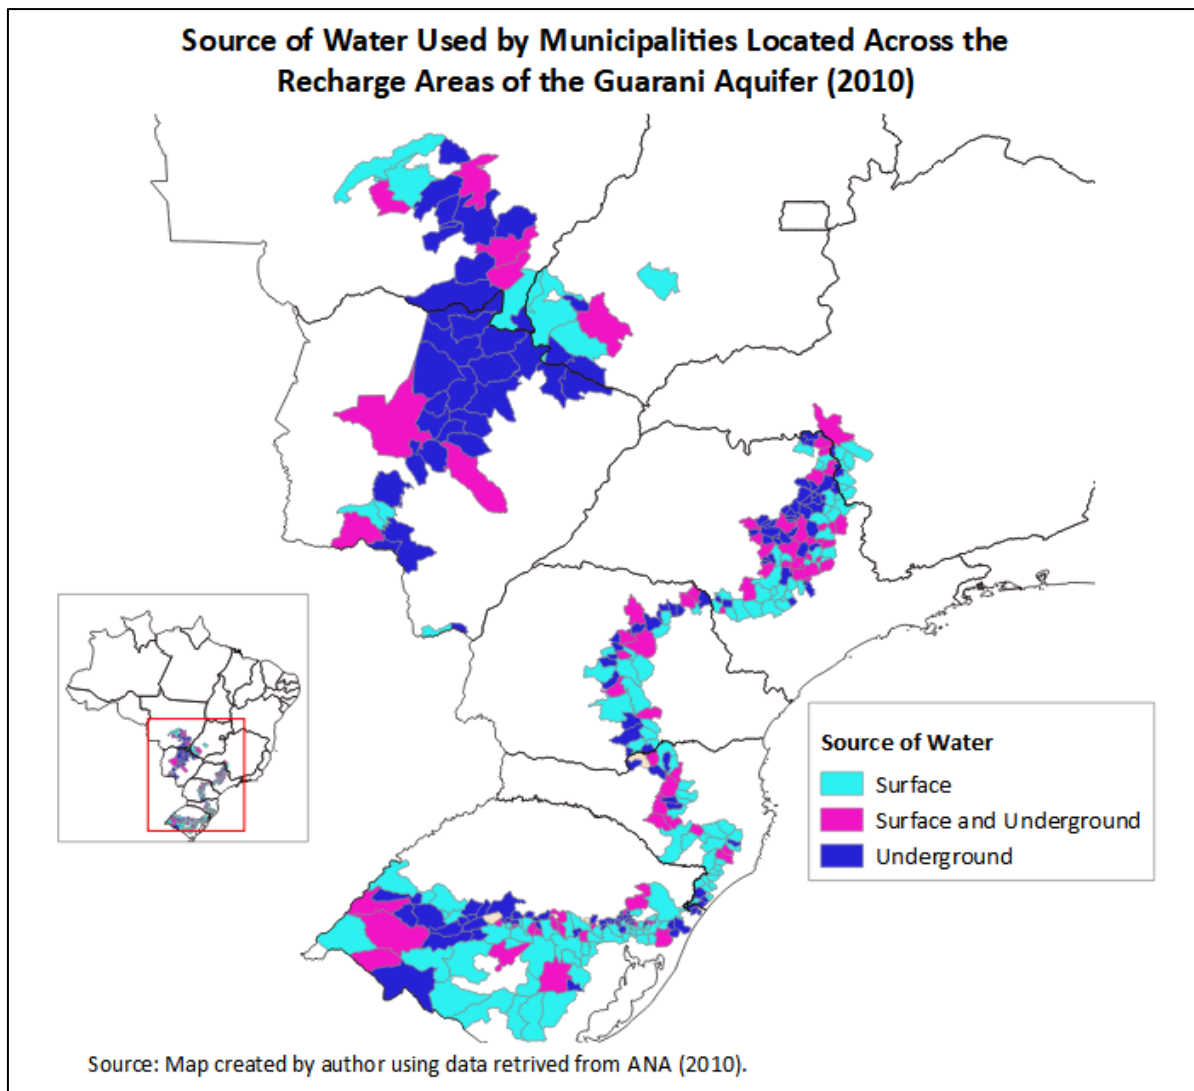 Source of Water Used by Municipalities Located Across the
Recharge Areas of the Guarani Aquifer (2010)
Source of Water
Surface
Surface and Underground
Underground
Source: Map created by author using data retrived from ANA (2010).